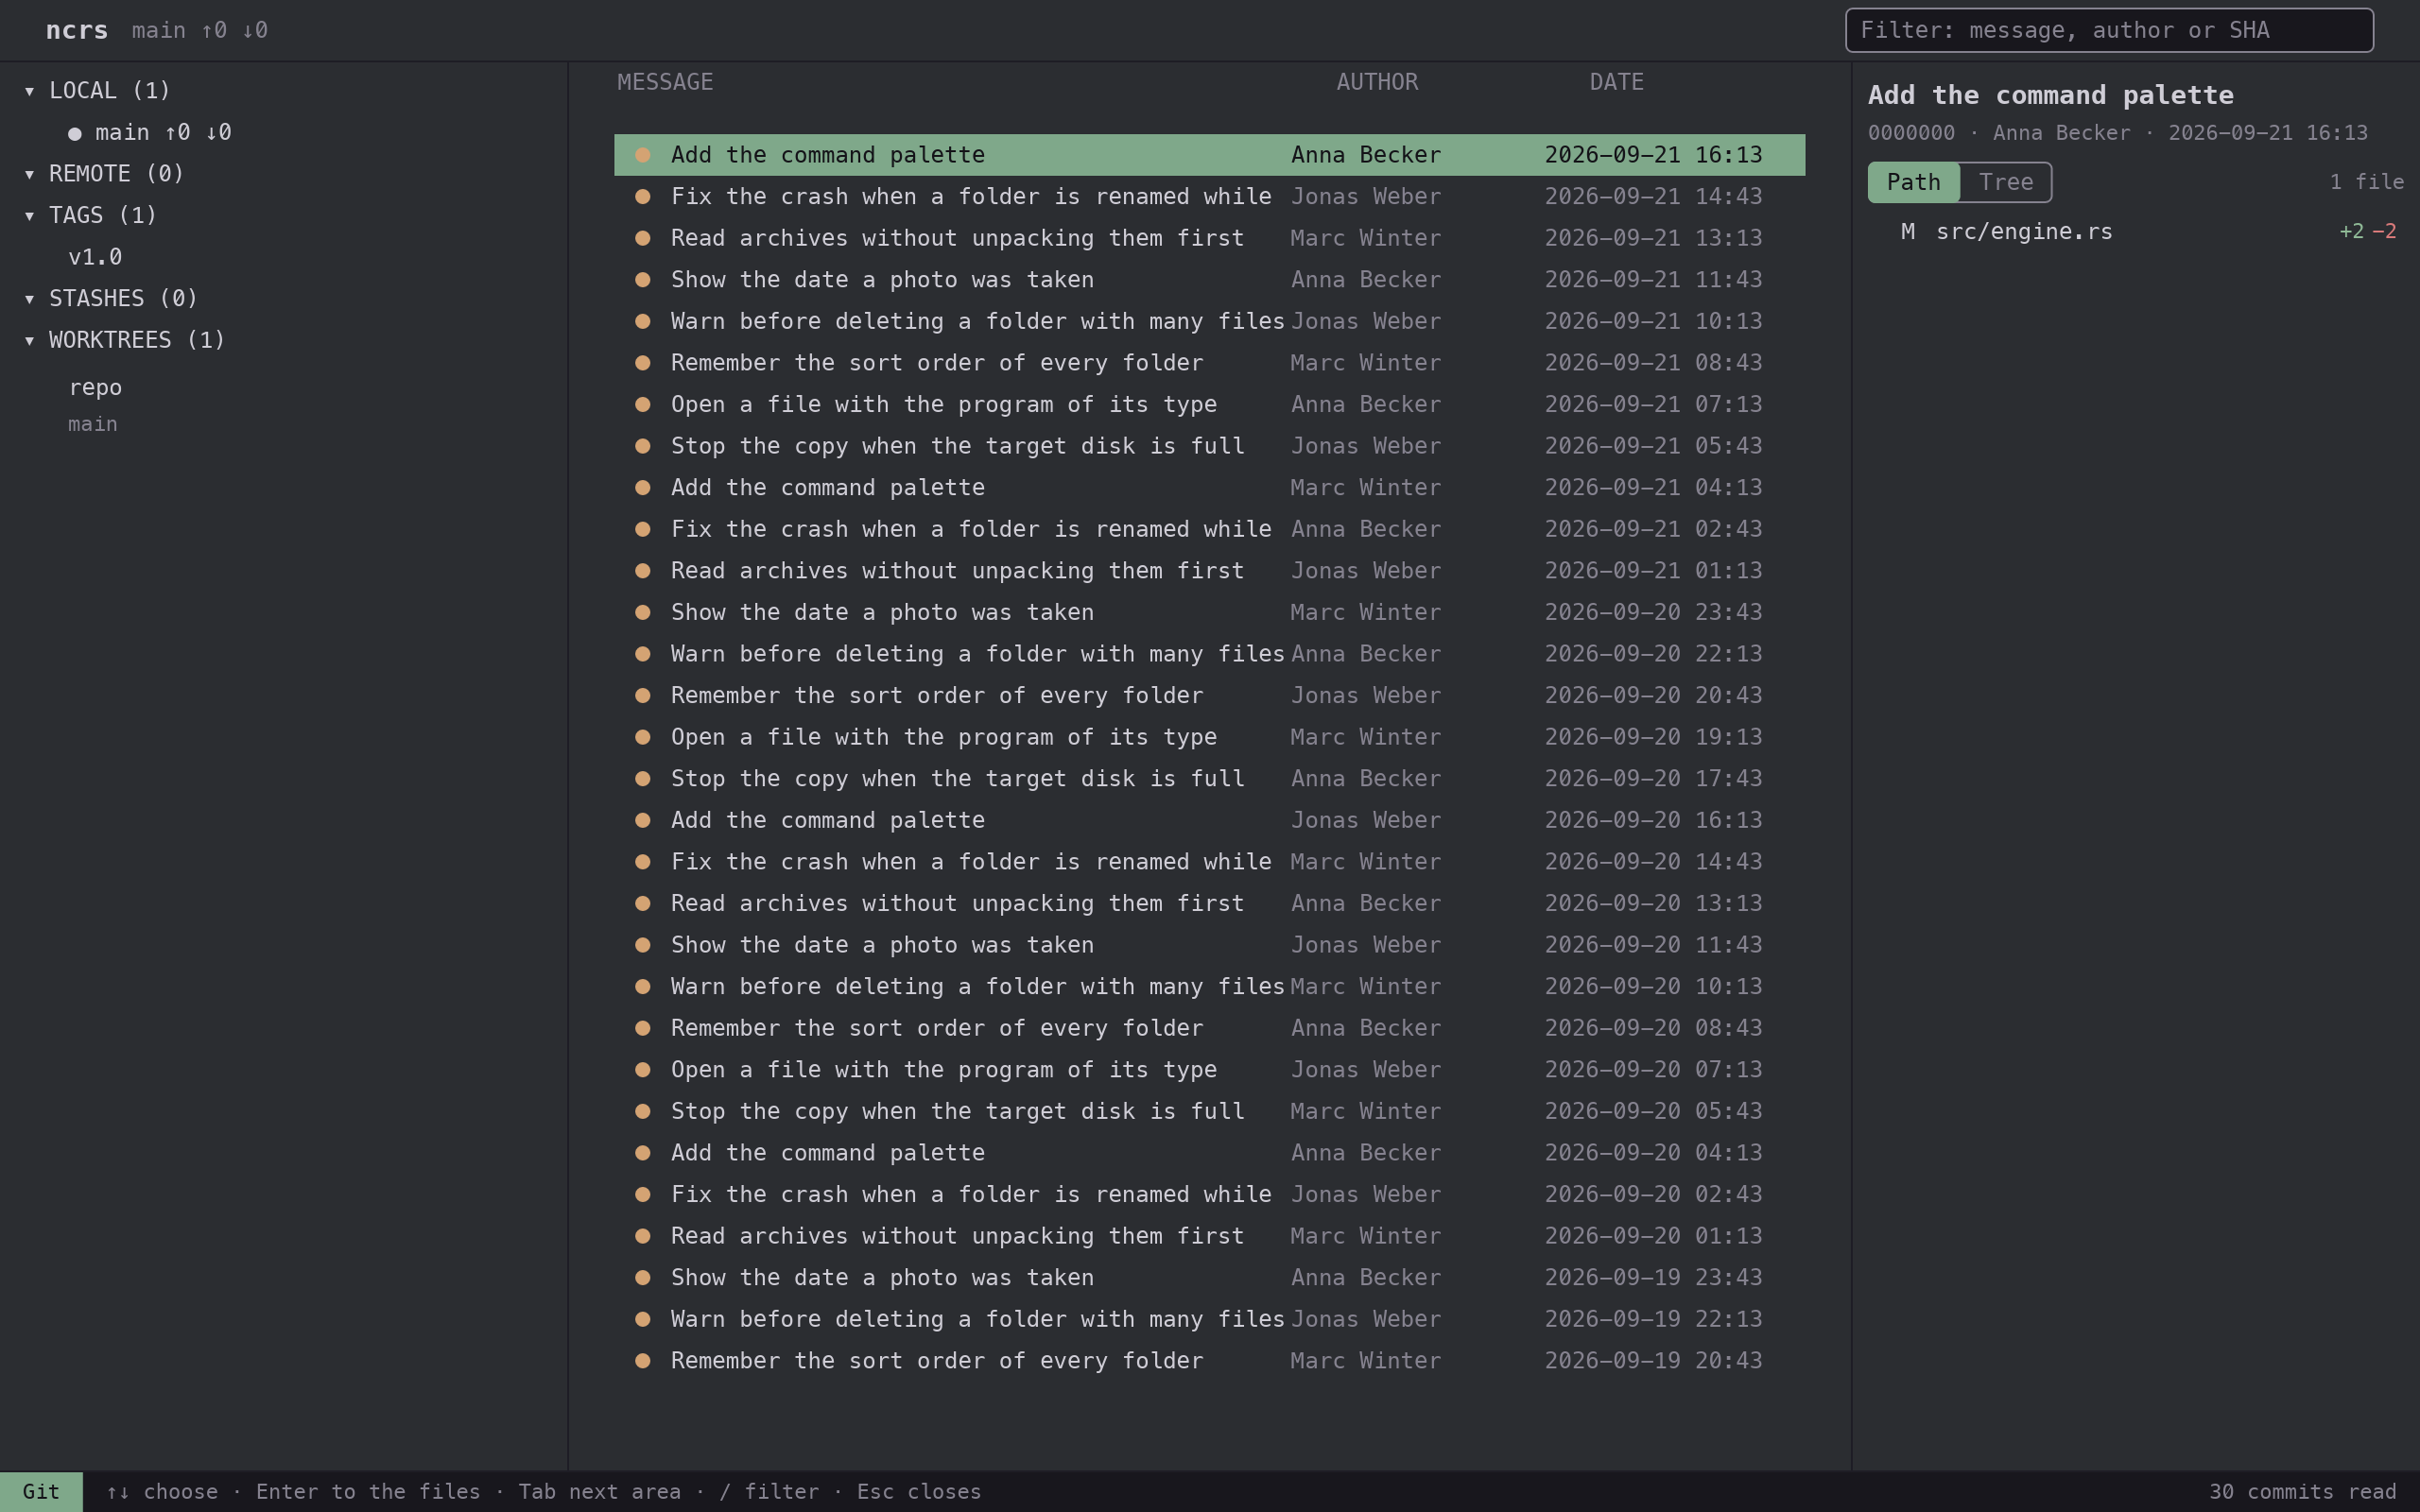 ncrs main ↑0 ↓0 Filter: message, author or SHA
▾ LOCAL (1)
● main ↑0 ↓0
▾ REMOTE (0)
▾ TAGS (1)
v1.0
▾ STASHES (0)
▾ WORKTREES (1)
repo
main
MESSAGE AUTHOR DATE
Add the command palette Anna Becker 2026−09−21 16:13
Fix the crash when a folder is renamed while Jonas Weber 2026−09−21 14:43
Read archives without unpacking them first Marc Winter 2026−09−21 13:13
Show the date a photo was taken Anna Becker 2026−09−21 11:43
Warn before deleting a folder with many files Jonas Weber 2026−09−21 10:13
Remember the sort order of every folder Marc Winter 2026−09−21 08:43
Open a file with the program of its type Anna Becker 2026−09−21 07:13
Stop the copy when the target disk is full Jonas Weber 2026−09−21 05:43
Add the command palette Marc Winter 2026−09−21 04:13
Fix the crash when a folder is renamed while Anna Becker 2026−09−21 02:43
Read archives without unpacking them first Jonas Weber 2026−09−21 01:13
Show the date a photo was taken Marc Winter 2026−09−20 23:43
Warn before deleting a folder with many files Anna Becker 2026−09−20 22:13
Remember the sort order of every folder Jonas Weber 2026−09−20 20:43
Open a file with the program of its type Marc Winter 2026−09−20 19:13
Stop the copy when the target disk is full Anna Becker 2026−09−20 17:43
Add the command palette Jonas Weber 2026−09−20 16:13
Fix the crash when a folder is renamed while Marc Winter 2026−09−20 14:43
Read archives without unpacking them first Anna Becker 2026−09−20 13:13
Show the date a photo was taken Jonas Weber 2026−09−20 11:43
Warn before deleting a folder with many files Marc Winter 2026−09−20 10:13
Remember the sort order of every folder Anna Becker 2026−09−20 08:43
Open a file with the program of its type Jonas Weber 2026−09−20 07:13
Stop the copy when the target disk is full Marc Winter 2026−09−20 05:43
Add the command palette Anna Becker 2026−09−20 04:13
Fix the crash when a folder is renamed while Jonas Weber 2026−09−20 02:43
Read archives without unpacking them first Marc Winter 2026−09−20 01:13
Show the date a photo was taken Anna Becker 2026−09−19 23:43
Warn before deleting a folder with many files Jonas Weber 2026−09−19 22:13
Remember the sort order of every folder Marc Winter 2026−09−19 20:43
Add the command palette
0000000 · Anna Becker · 2026−09−21 16:13
Path Tree 1 file
M src/engine.rs +2 −2
Git ↑↓ choose · Enter to the files · Tab next area · / filter · Esc closes 30 commits read